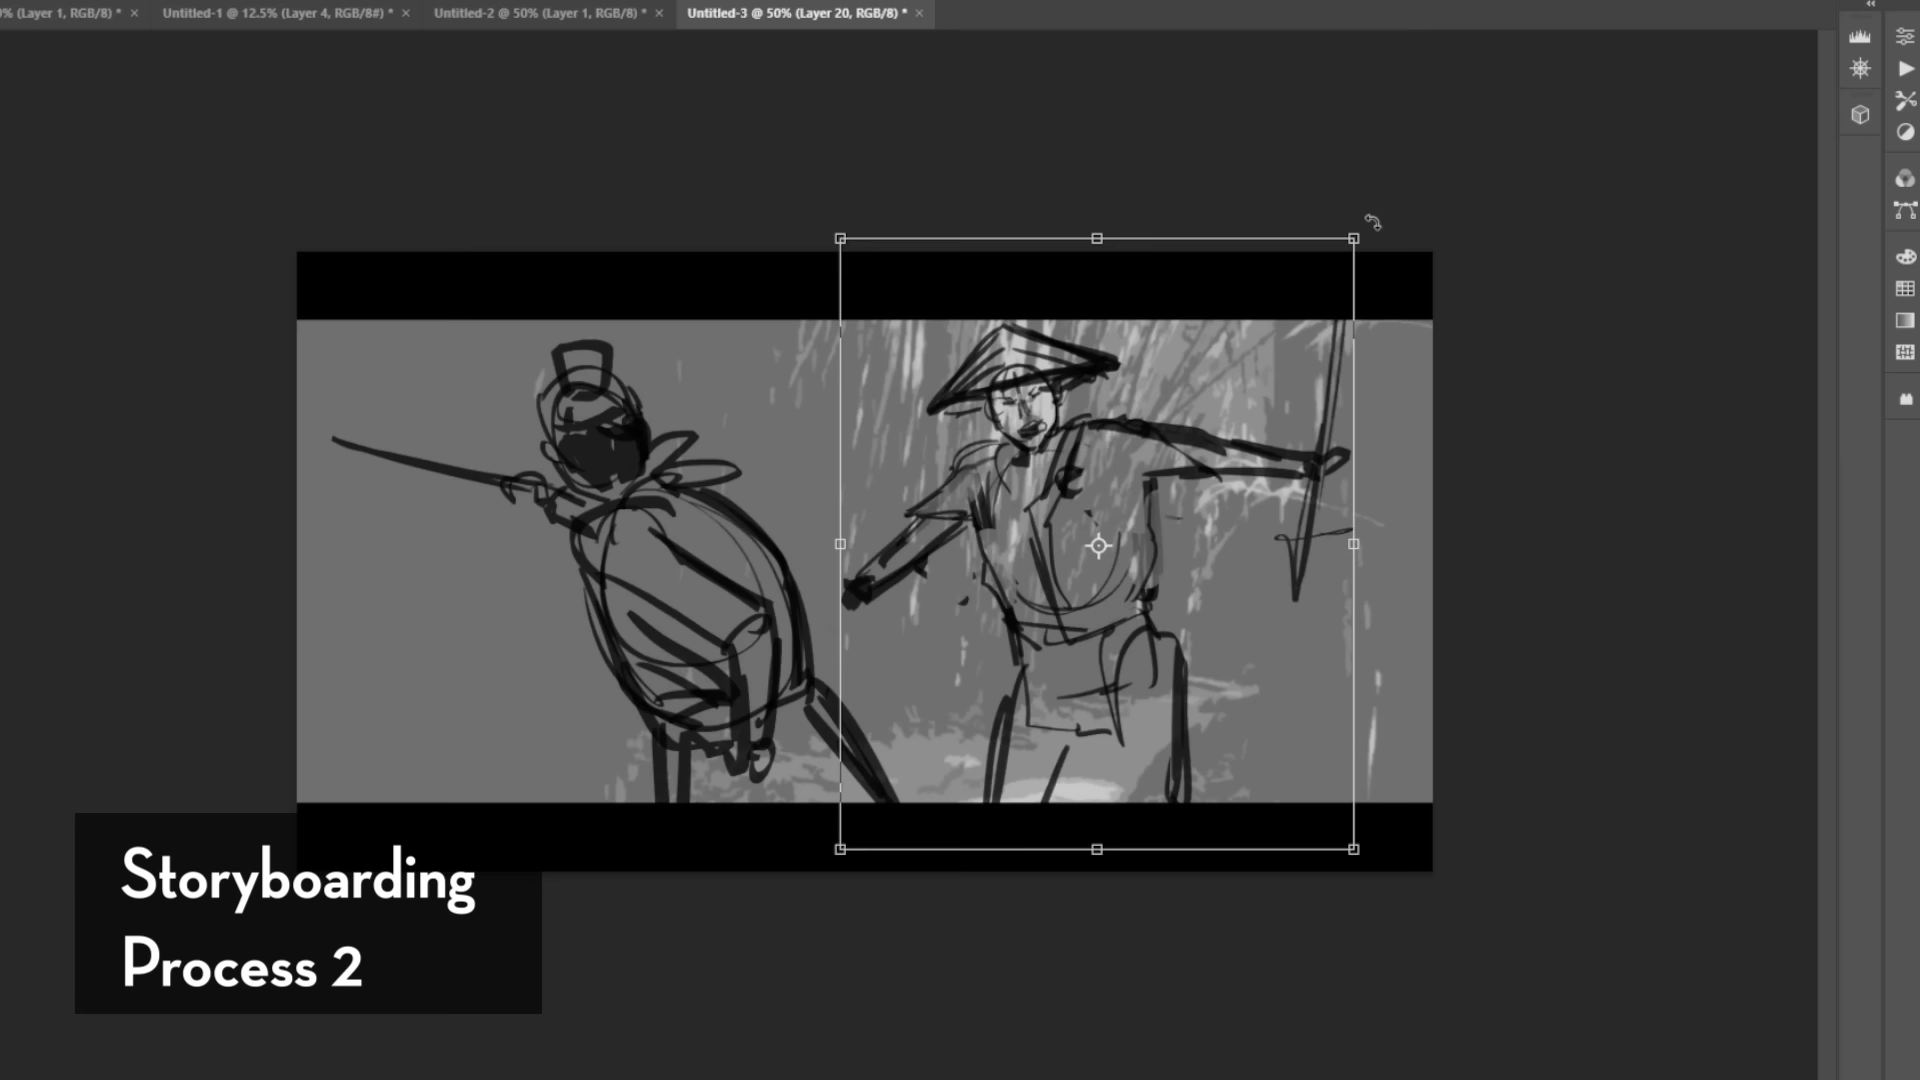 % (Layer 1, RGB/8) *
Untitled-1 @ 12.5% (Layer 4, RGB/8#) *
Untitled-2 @ 50% (Layer 1, RGB/8) *
Untitled-3 @ 50% (Layer 20, RGB/8) *
Storyboarding
Process 2